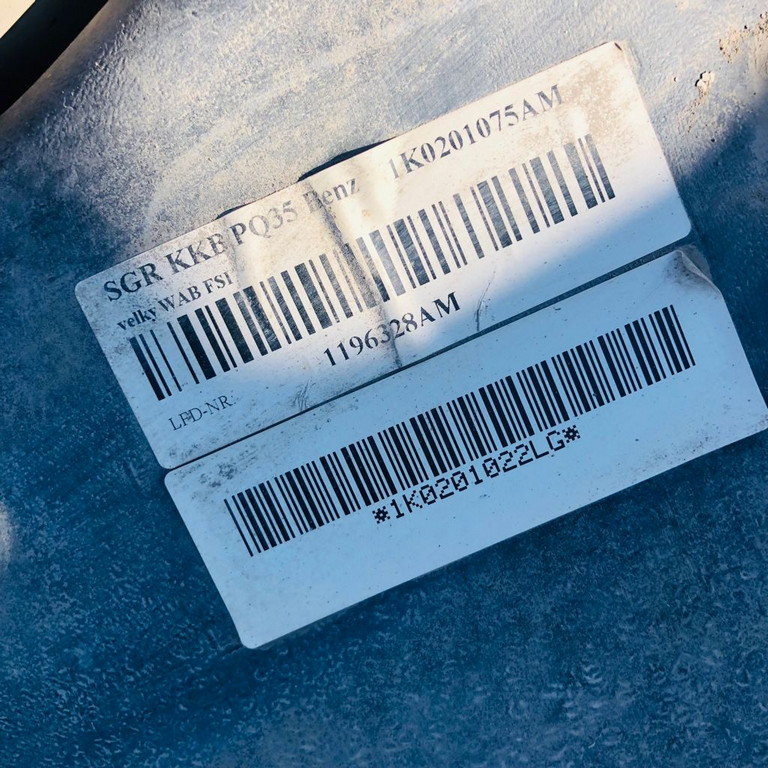 SGR KKB PQ35 Benz 1K0201075AM
velky WAB FSI
1196328AM
LFD-NR.
*1K0201022LG*